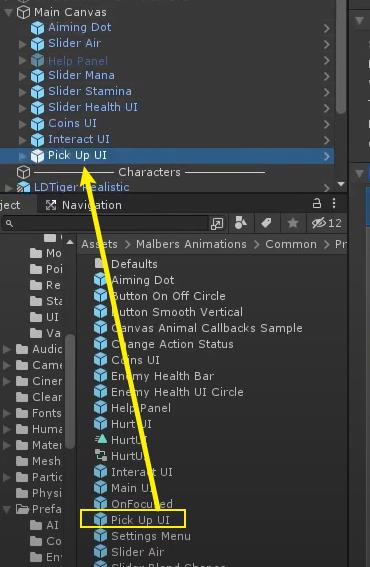 Main Canvas
Aiming Dot
Slider Air
Help Panel
Slider Mana
Slider Stamina
Slider Health UI
Coins UI
Interact UI
Pick Up UI
Characters
LDTiger Realistic
ject
Navigation
12
Assets > Malbers Animations > Common > Pr
Defaults
Aiming Dot
Button On Off Circle
Button Smooth Vertical
Canvas Animal Callbacks Sample
Change Action Status
Coins UI
Enemy Health Bar
Enemy Health UI Circle
Help Panel
Hurt UI
HurtUI
HurtUI
Interact UI
Main UI
OnFocused
Pick Up UI
Settings Menu
Slider Air
Slider Blend Shapes
Mo
Poi
Re
Sta
UI
Va
Audio
Came
Cinem
Clean
Fonts
Huma
Mater
Mesh
Partic
Physi
Prefa
AI
Co
En